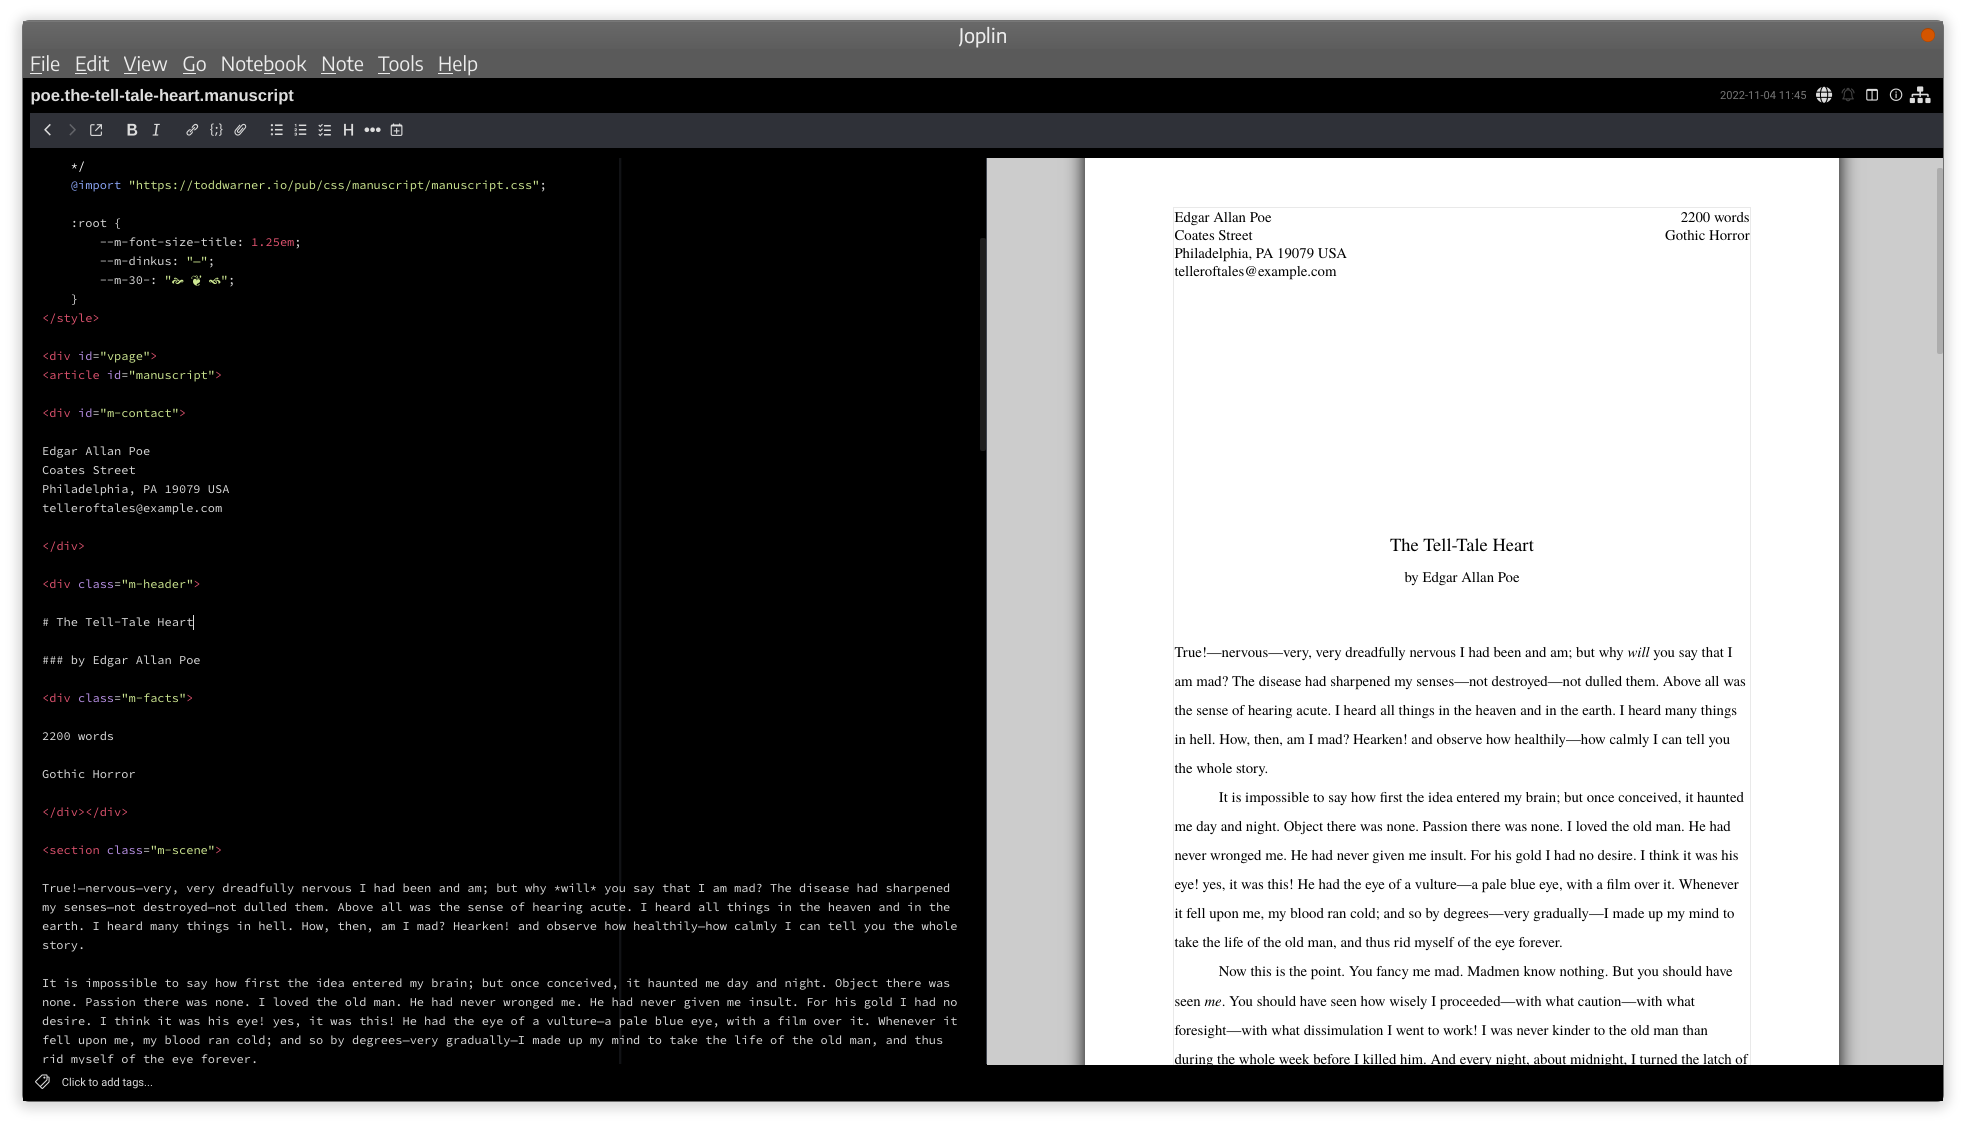 Joplin
File Edit View Go Notebook Note Tools Help
poe.the-tell-tale-heart.manuscript
2022-11-04 11:45
B I H
*/
@import "https://toddwarner.io/pub/css/manuscript/manuscript.css";
:root {
--m-font-size-title: 1.25em;
--m-dinkus: "—";
--m-30-: "🙚 ❦ 🙘";
}
</style>
<div id="vpage">
<article id="manuscript">
<div id="m-contact">
Edgar Allan Poe
Coates Street
Philadelphia, PA 19079 USA
telleroftales@example.com
</div>
<div class="m-header">
# The Tell-Tale Heart
### by Edgar Allan Poe
<div class="m-facts">
2200 words
Gothic Horror
</div></div>
<section class="m-scene">
True!—nervous—very, very dreadfully nervous I had been and am; but why *will* you say that I am mad? The disease had sharpened
my senses—not destroyed—not dulled them. Above all was the sense of hearing acute. I heard all things in the heaven and in the
earth. I heard many things in hell. How, then, am I mad? Hearken! and observe how healthily—how calmly I can tell you the whole
story.
It is impossible to say how first the idea entered my brain; but once conceived, it haunted me day and night. Object there was
none. Passion there was none. I loved the old man. He had never wronged me. He had never given me insult. For his gold I had no
desire. I think it was his eye! yes, it was this! He had the eye of a vulture—a pale blue eye, with a film over it. Whenever it
fell upon me, my blood ran cold; and so by degrees—very gradually—I made up my mind to take the life of the old man, and thus
rid myself of the eye forever.
Edgar Allan Poe
Coates Street
Philadelphia, PA 19079 USA
telleroftales@example.com
2200 words
Gothic Horror
The Tell-Tale Heart
by Edgar Allan Poe
True!—nervous—very, very dreadfully nervous I had been and am; but why will you say that I
am mad? The disease had sharpened my senses—not destroyed—not dulled them. Above all was
the sense of hearing acute. I heard all things in the heaven and in the earth. I heard many things
in hell. How, then, am I mad? Hearken! and observe how healthily—how calmly I can tell you
the whole story.
It is impossible to say how first the idea entered my brain; but once conceived, it haunted
me day and night. Object there was none. Passion there was none. I loved the old man. He had
never wronged me. He had never given me insult. For his gold I had no desire. I think it was his
eye! yes, it was this! He had the eye of a vulture—a pale blue eye, with a film over it. Whenever
it fell upon me, my blood ran cold; and so by degrees—very gradually—I made up my mind to
take the life of the old man, and thus rid myself of the eye forever.
Now this is the point. You fancy me mad. Madmen know nothing. But you should have
seen me. You should have seen how wisely I proceeded—with what caution—with what
foresight—with what dissimulation I went to work! I was never kinder to the old man than
during the whole week before I killed him. And every night, about midnight, I turned the latch of
Click to add tags...